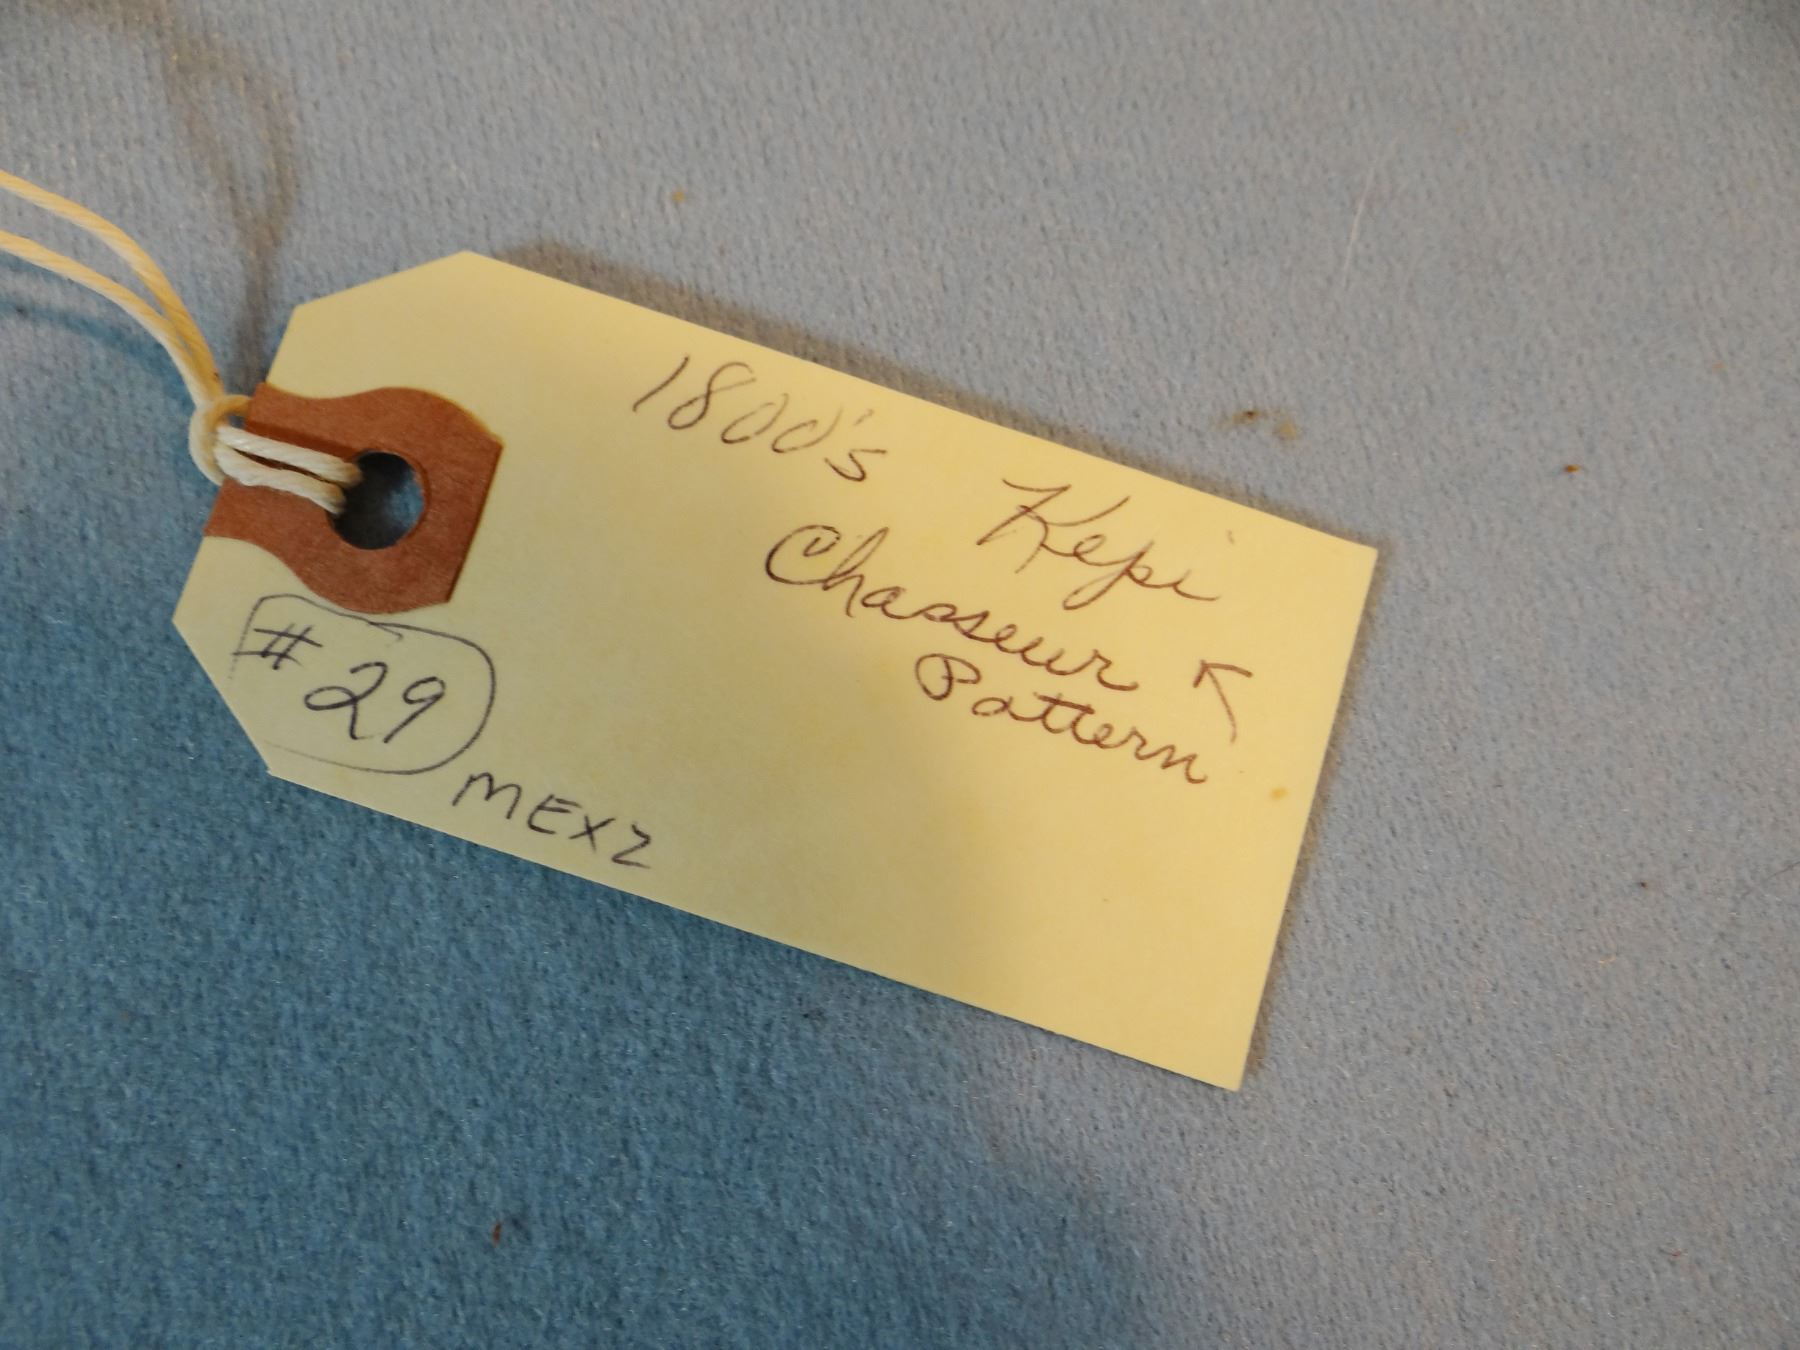 1800's Kepi
Chasseur
Pattern
#29
MEXZ